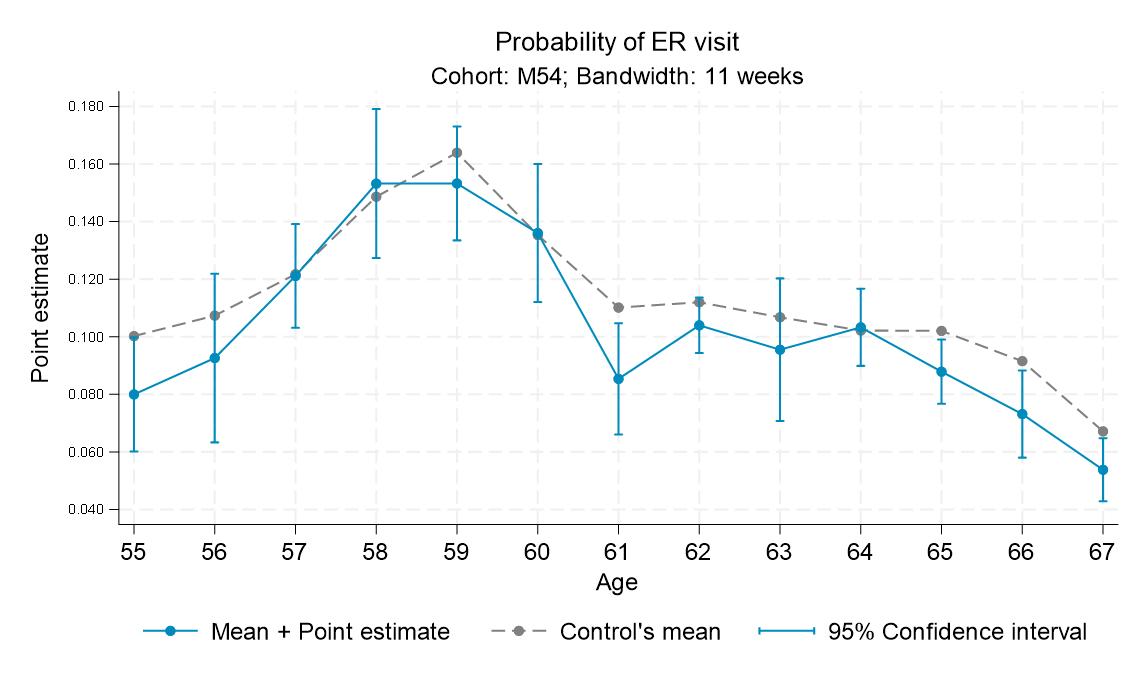 Probability of ER visit
Cohort: M54; Bandwidth: 11 weeks
Point estimate
0.180
0.160
0.140
0.120
0.100
0.080
0.060
0.040
55 56 57 58 59 60 61 62 63 64 65 66 67
Age
Mean + Point estimate Control's mean 95% Confidence interval